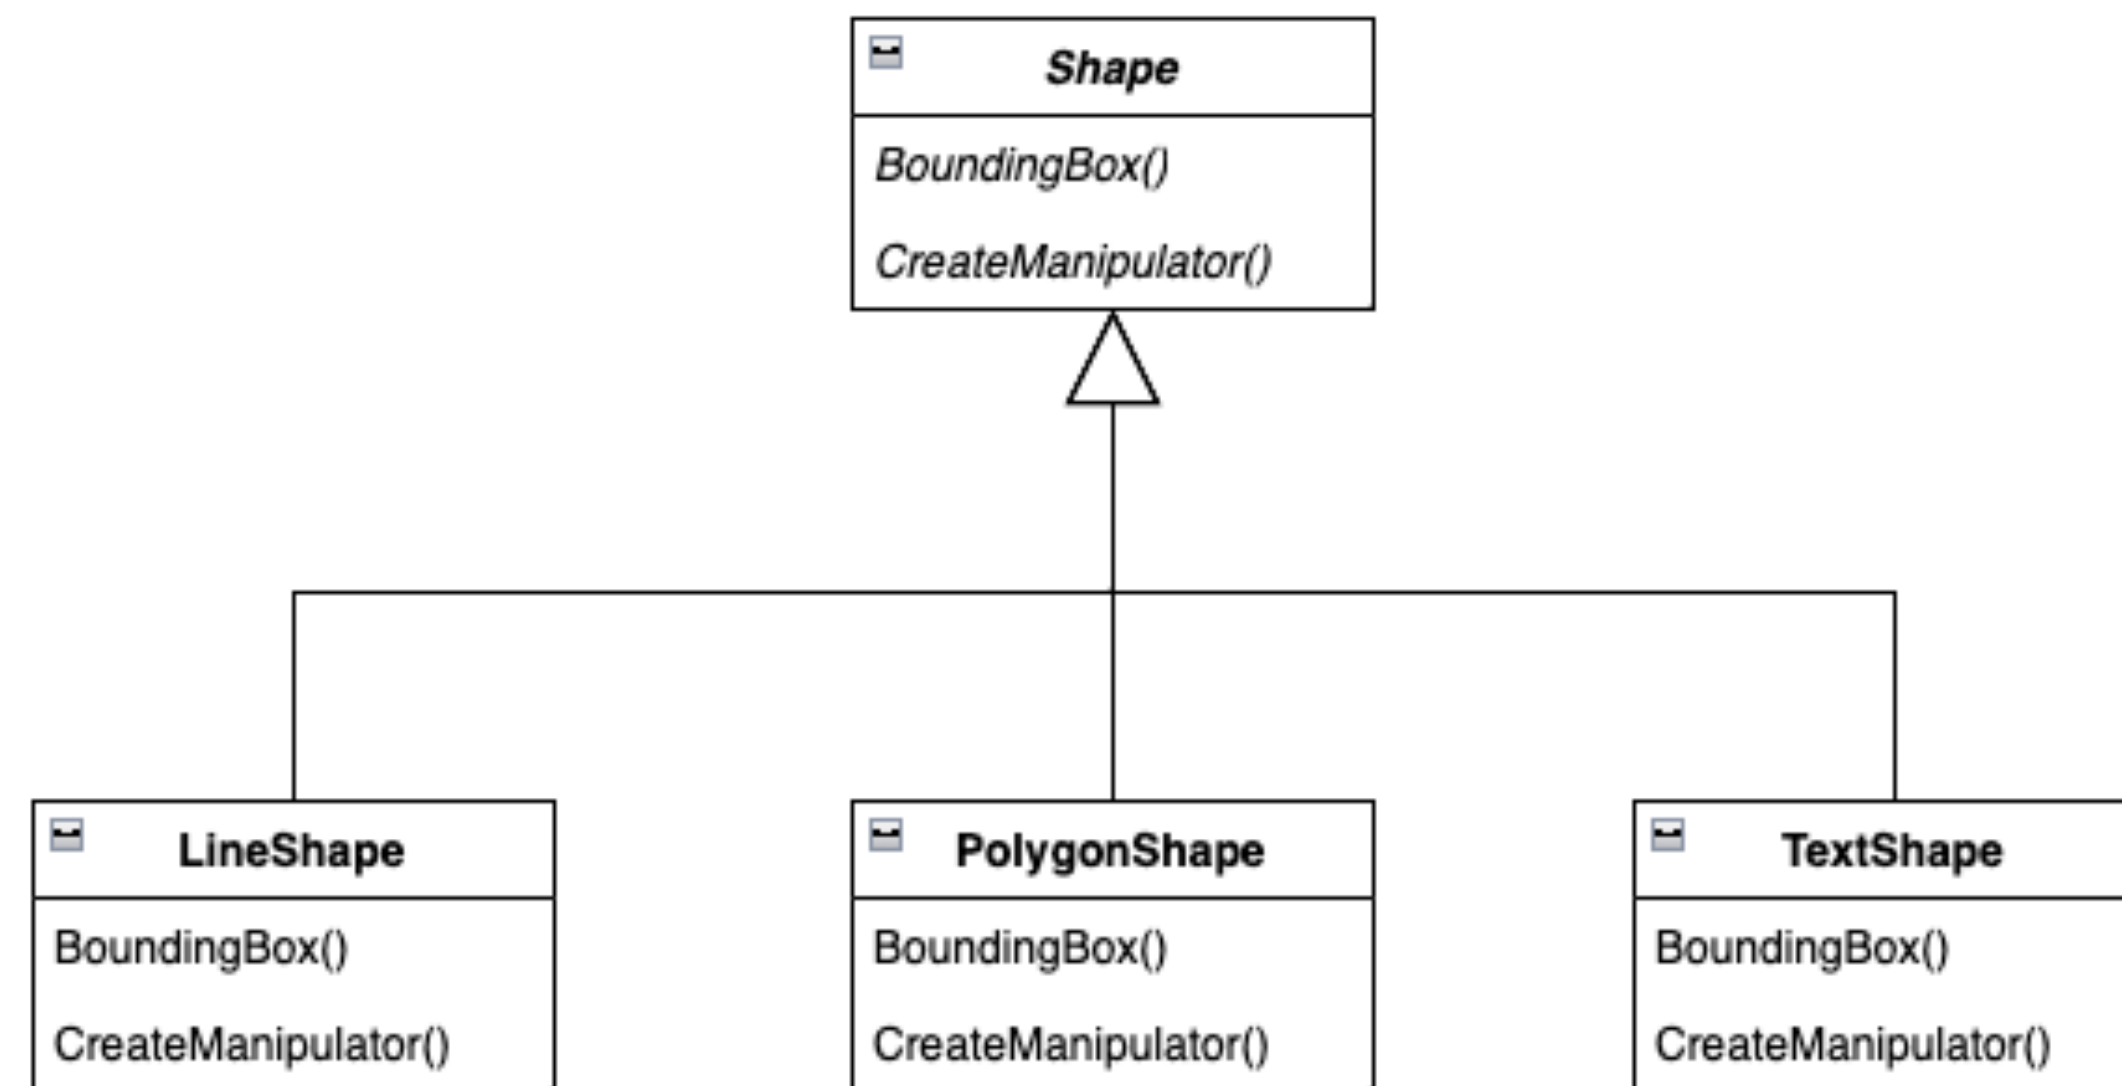 Shape
BoundingBox()
CreateManipulator()
LineShape
BoundingBox()
CreateManipulator()
PolygonShape
BoundingBox()
CreateManipulator()
TextShape
BoundingBox()
CreateManipulator()